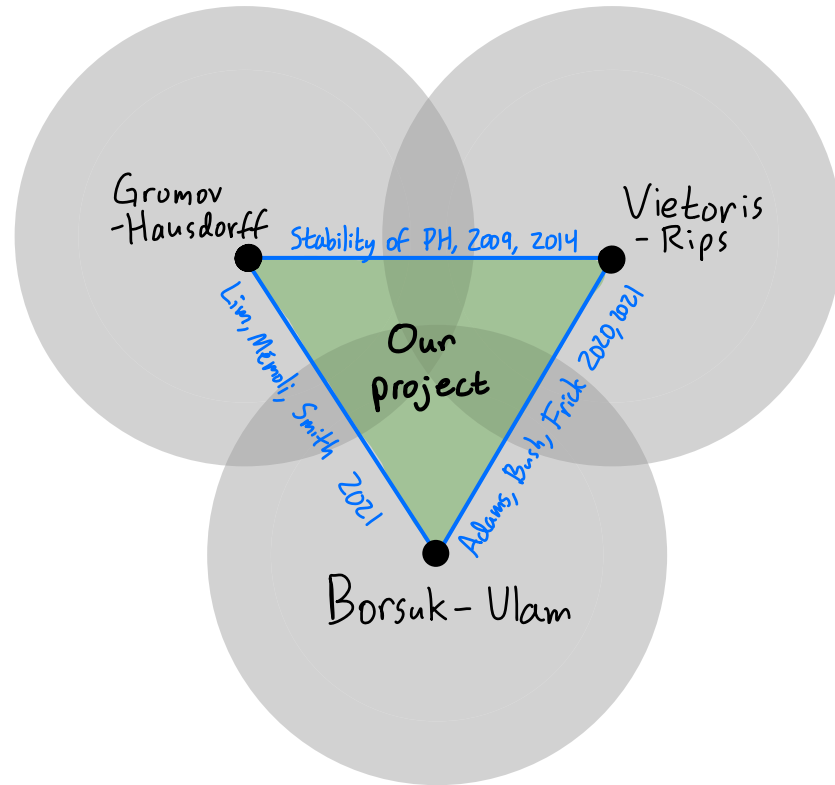 Gromov
-Hausdorff
Vietoris
- Rips
Stability of PH, 2009, 2014
Lim, Mémoli, Smith 2021
Adams, Bush, Frick 2020, 2021
Our
project
Borsuk- Ulam